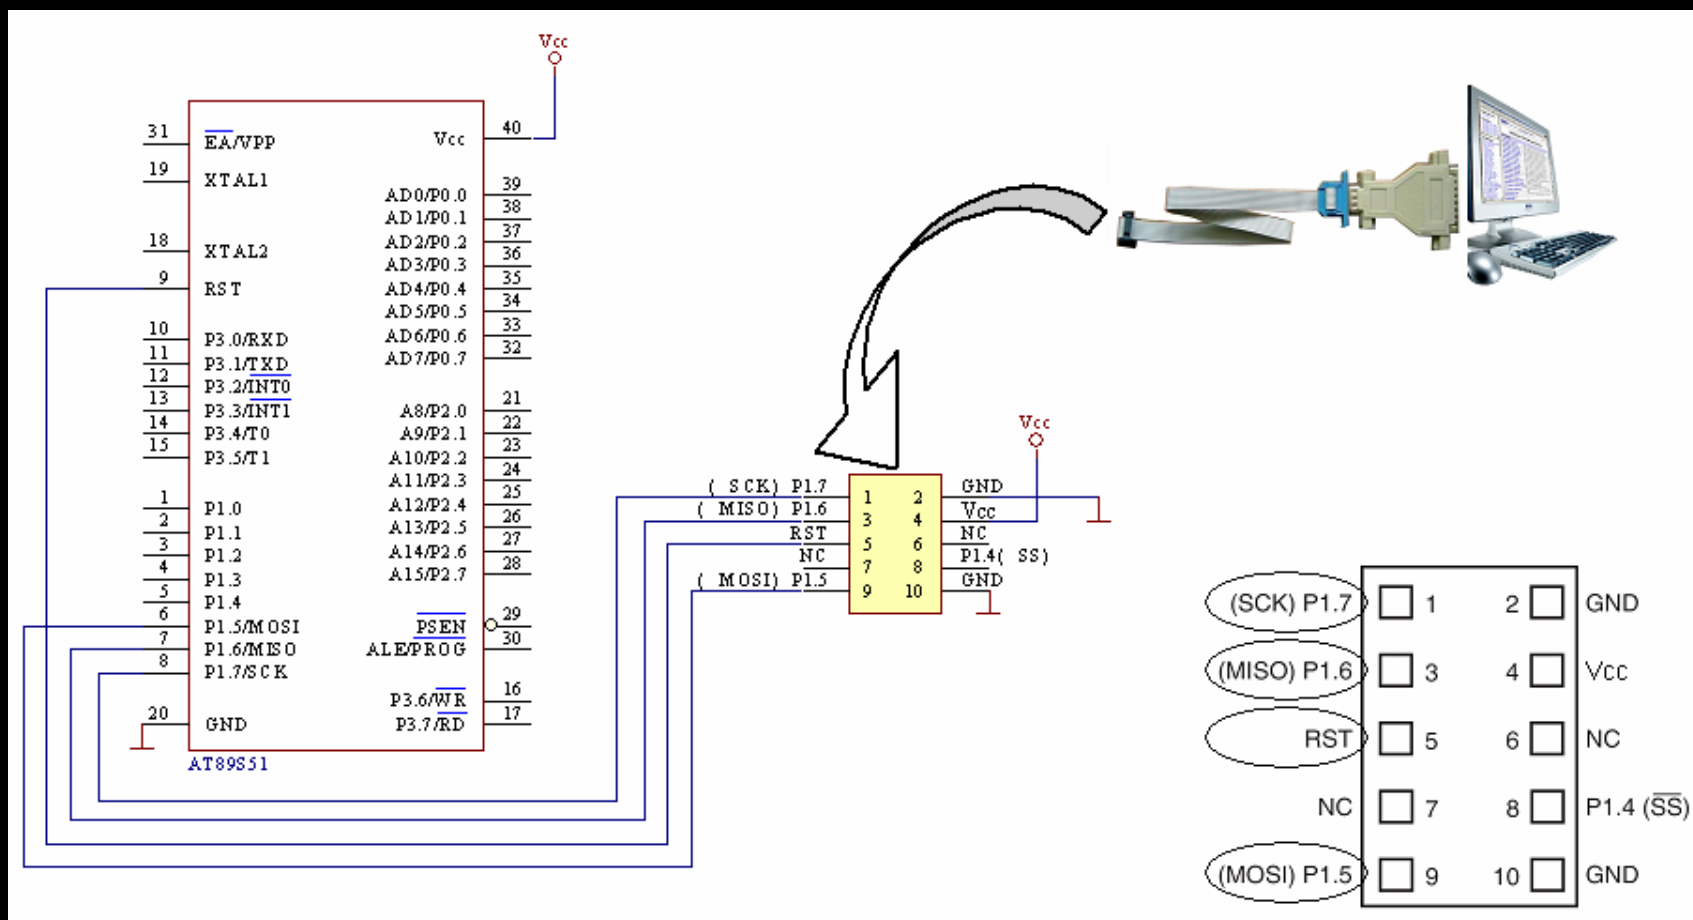 Vcc
31
EA/VPP
Vcc
40
19
XTAL1
AD0/P0.0
39
AD1/P0.1
38
18
XTAL2
AD2/P0.2
37
AD3/P0.3
36
9
RST
AD4/P0.4
35
AD5/P0.5
34
10
P3.0/RXD
AD6/P0.6
33
11
P3.1/TXD
AD7/P0.7
32
12
P3.2/INT0
13
P3.3/INT1
A8/P2.0
21
14
P3.4/T0
A9/P2.1
22
15
P3.5/T1
A10/P2.2
23
A11/P2.3
24
1
P1.0
A12/P2.4
25
2
P1.1
A13/P2.5
26
3
P1.2
A14/P2.6
27
4
P1.3
A15/P2.7
28
5
P1.4
6
P1.5/MOSI
PSEN
29
7
P1.6/MISO
ALE/PROG
30
8
P1.7/SCK
P3.6/WR
16
20
GND
P3.7/RD
17
AT89S51
Vcc
( SCK) P1.7 1 2 GND
( MISO) P1.6 3 4 Vcc
RST 5 6 NC
NC 7 8 P1.4( SS)
( MOSI) P1.5 9 10 GND
(SCK) P1.7 1 2 GND
(MISO) P1.6 3 4 Vcc
RST 5 6 NC
NC 7 8 P1.4 (SS)
(MOSI) P1.5 9 10 GND